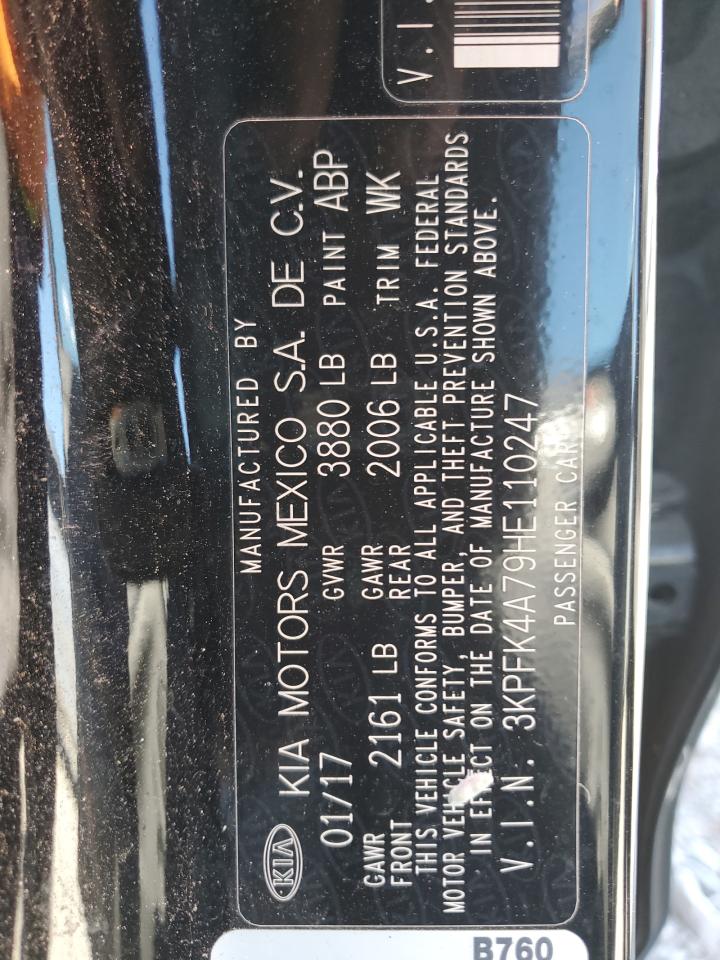 MANUFACTURED BY
KIA KIA MOTORS MEXICO S.A. DE C.V.
01/17 GVWR 3880 LB PAINT ABP
GAWR FRONT 2161 LB GAWR REAR 2006 LB TRIM WK
THIS VEHICLE CONFORMS TO ALL APPLICABLE U.S.A. FEDERAL
MOTOR VEHICLE SAFETY, BUMPER, AND THEFT PREVENTION STANDARDS
IN EFFECT ON THE DATE OF MANUFACTURE SHOWN ABOVE.
V.I.N. 3KPFK4A79HE110247
PASSENGER CAR
V.I.
B760